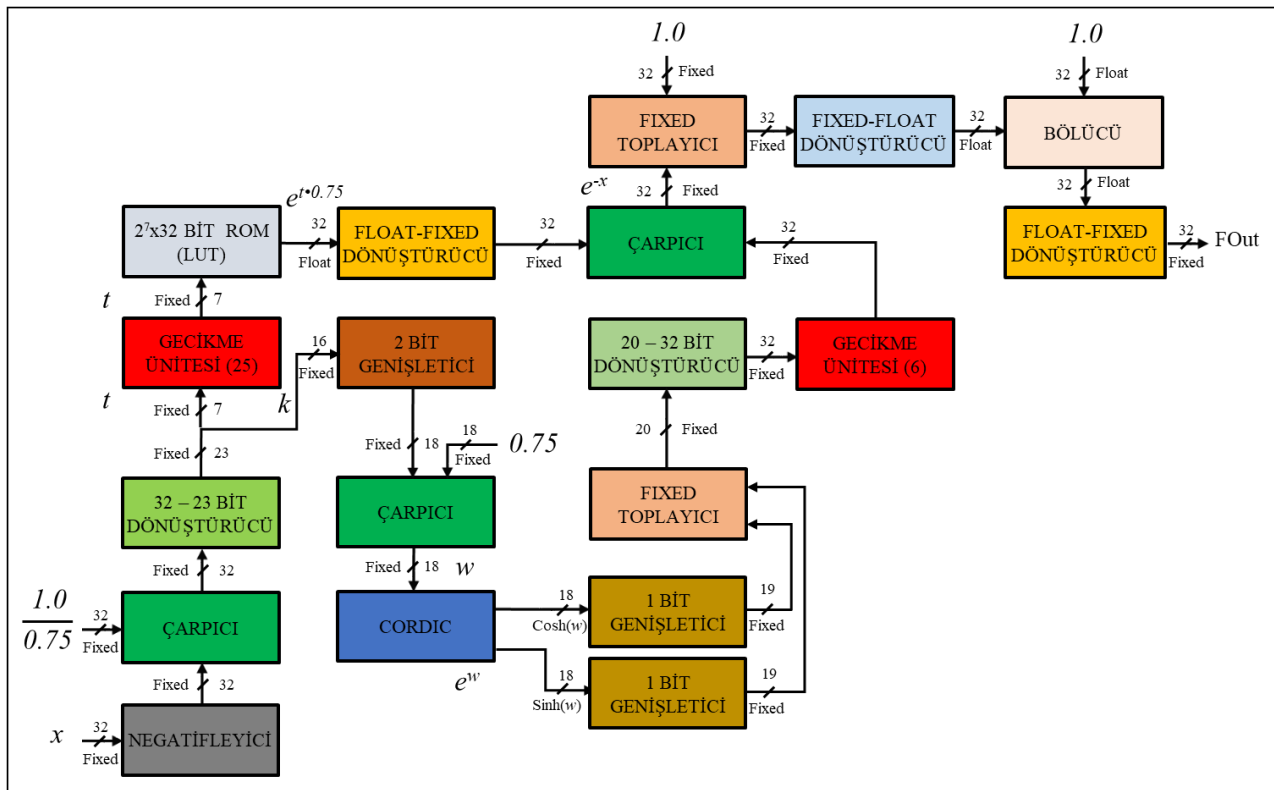 1.0
32
Fixed
1.0
32
Float
FIXED
TOPLAYICI
32
Fixed
FIXED-FLOAT
DÖNÜŞTÜRÜCÜ
32
Float
BÖLÜCÜ
e^-x
32
Fixed
32
Float
2⁷x32 BİT ROM
(LUT)
e^t•0.75
32
Float
FLOAT-FIXED
DÖNÜŞTÜRÜCÜ
32
Fixed
ÇARPICI
32
Fixed
FLOAT-FIXED
DÖNÜŞTÜRÜCÜ
32
Fixed
FOut
t
Fixed
7
GECİKME
ÜNİTESİ (25)
16
Fixed
2 BİT
GENİŞLETİCİ
20 – 32 BİT
DÖNÜŞTÜRÜCÜ
32
Fixed
GECİKME
ÜNİTESİ (6)
t
Fixed
7
k
Fixed
23
Fixed
18
18
Fixed
0.75
20
Fixed
32 – 23 BİT
DÖNÜŞTÜRÜCÜ
ÇARPICI
FIXED
TOPLAYICI
Fixed
32
Fixed
18
w
1.0
0.75
32
Fixed
ÇARPICI
CORDIC
18
Cosh(w)
1 BİT
GENİŞLETİCİ
19
Fixed
Fixed
32
e^w
18
Sinh(w)
1 BİT
GENİŞLETİCİ
19
Fixed
x
32
Fixed
NEGATİFLEYİCİ